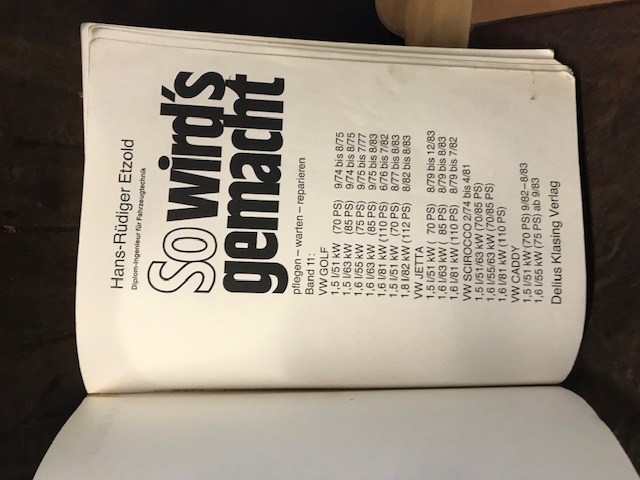 Hans-Rüdiger Etzold
Diplom-Ingenieur für Fahrzeugtechnik
So wird's
gemacht
pflegen – warten – reparieren
Band 11:
VW GOLF
1,5 l/51 kW (70 PS) 9/74 bis 8/75
1,5 l/63 kW (85 PS) 9/74 bis 8/75
1,6 l/55 kW (75 PS) 9/75 bis 7/77
1,6 l/63 kW (85 PS) 9/75 bis 8/83
1,6 l/81 kW (110 PS) 6/76 bis 7/82
1,5 l/51 kW (70 PS) 8/77 bis 8/83
1,8 l/82 kW (112 PS) 8/82 bis 8/83
VW JETTA
1,5 l/51 kW ( 70 PS) 8/79 bis 12/83
1,6 l/63 kW ( 85 PS) 8/79 bis 8/83
1,6 l/81 kW (110 PS) 8/79 bis 7/82
VW SCIROCCO 2/74 bis 4/81
1,5 l/51/63 kW (70/85 PS)
1,6 l/55/63 kW (70/85 PS)
1,6 l/81 kW (110 PS)
VW CADDY
1,5 l/51 kW (70 PS) 9/82–8/83
1,6 l/55 kW (75 PS) ab 9/83
Delius Klasing Verlag